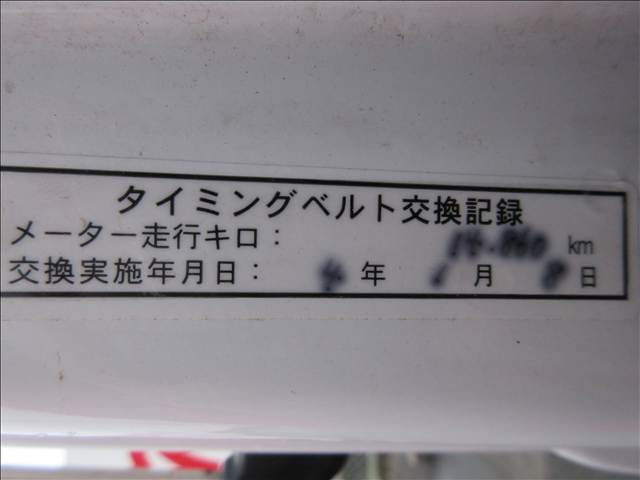 タイミングベルト交換記録
メーター走行キロ： km
交換実施年月日： 年 月 8 日